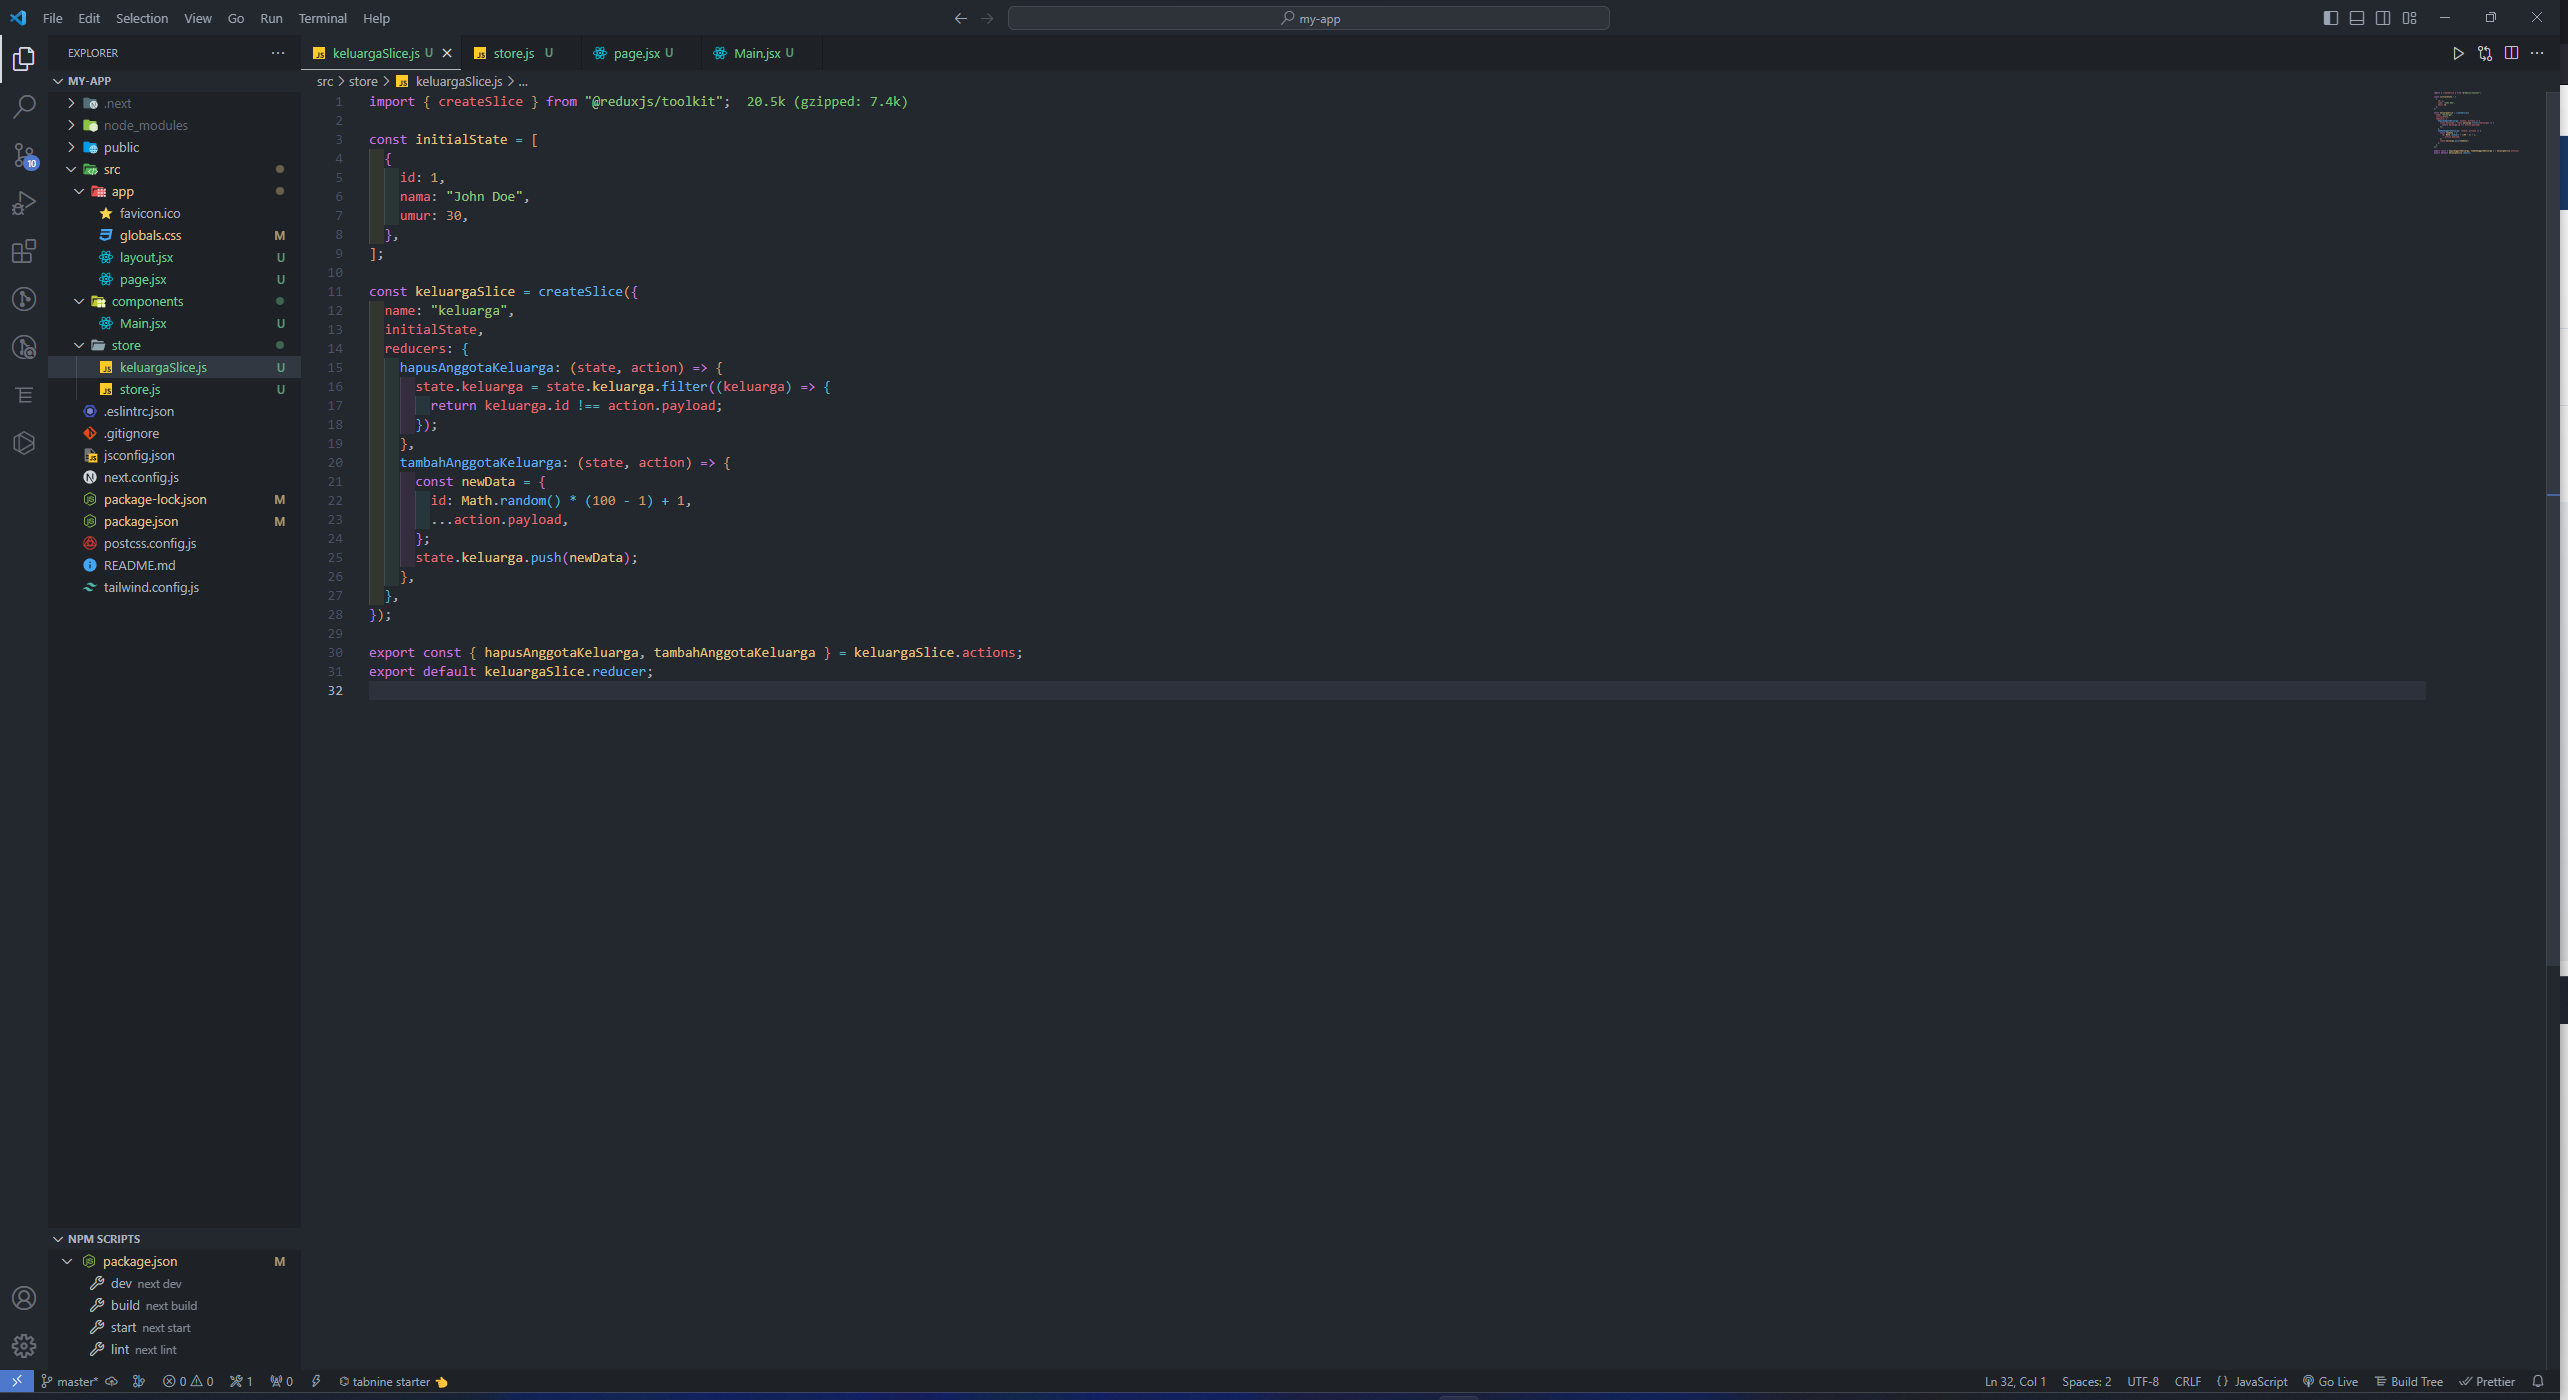 File Edit Selection View Go Run Terminal Help
my-app
EXPLORER
keluargaSlice.js U
store.js U
page.jsx U
Main.jsx U
src > store > keluargaSlice.js > ...
MY-APP
.next
node_modules
public
src
app
favicon.ico
globals.css M
layout.jsx U
page.jsx U
components
Main.jsx U
store
keluargaSlice.js U
store.js U
.eslintrc.json
.gitignore
jsconfig.json
next.config.js
package-lock.json M
package.json M
postcss.config.js
README.md
tailwind.config.js
10
1 import { createSlice } from "@reduxjs/toolkit"; 20.5k (gzipped: 7.4k)
2
3 const initialState = [
4 {
5 id: 1,
6 nama: "John Doe",
7 umur: 30,
8 },
9 ];
10
11 const keluargaSlice = createSlice({
12 name: "keluarga",
13 initialState,
14 reducers: {
15 hapusAnggotaKeluarga: (state, action) => {
16 state.keluarga = state.keluarga.filter((keluarga) => {
17 return keluarga.id !== action.payload;
18 });
19 },
20 tambahAnggotaKeluarga: (state, action) => {
21 const newData = {
22 id: Math.random() * (100 - 1) + 1,
23 ...action.payload,
24 };
25 state.keluarga.push(newData);
26 },
27 },
28 });
29
30 export const { hapusAnggotaKeluarga, tambahAnggotaKeluarga } = keluargaSlice.actions;
31 export default keluargaSlice.reducer;
32
NPM SCRIPTS
package.json M
dev next dev
build next build
start next start
lint next lint
master* 0 0 1 0 tabnine starter
Ln 32, Col 1 Spaces: 2 UTF-8 CRLF {} JavaScript Go Live Build Tree Prettier